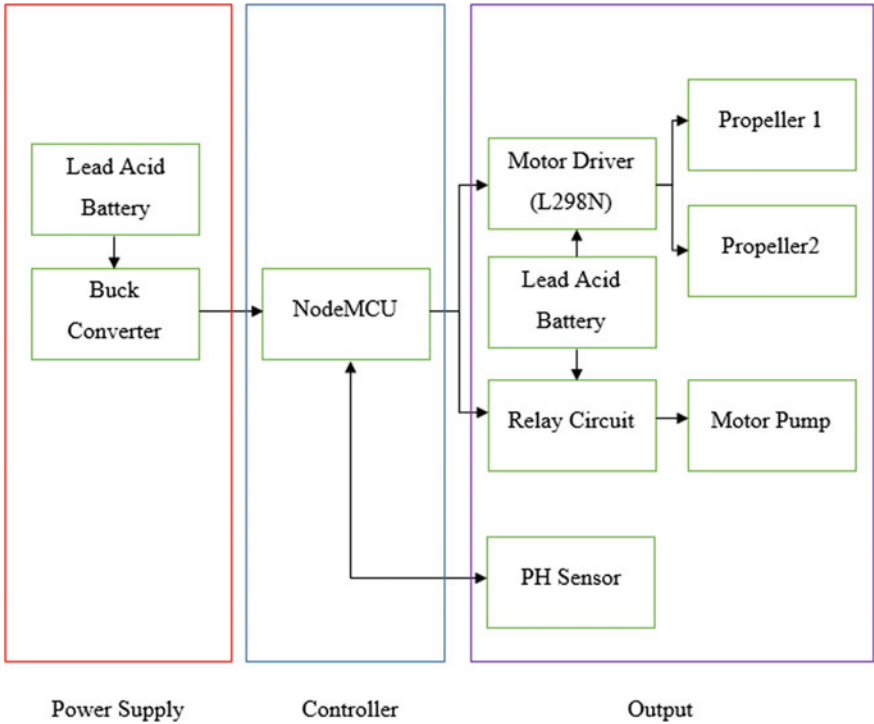 Lead Acid
Battery
Buck
Converter
NodeMCU
Motor Driver
(L298N)
Lead Acid
Battery
Relay Circuit
PH Sensor
Propeller 1
Propeller2
Motor Pump
Power Supply
Controller
Output